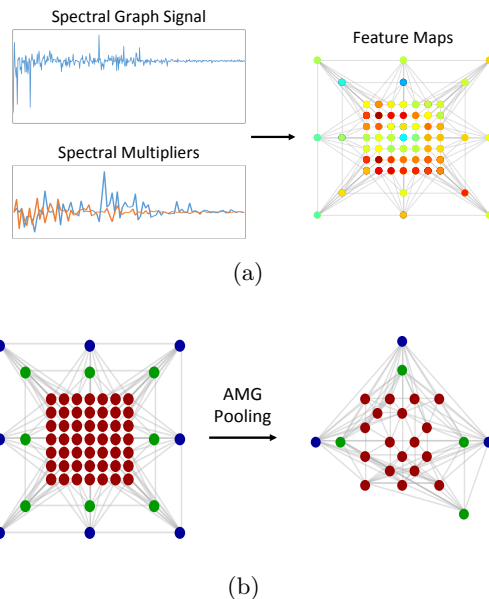 Spectral Graph Signal
Feature Maps
Spectral Multipliers
(a)
AMG
Pooling
(b)